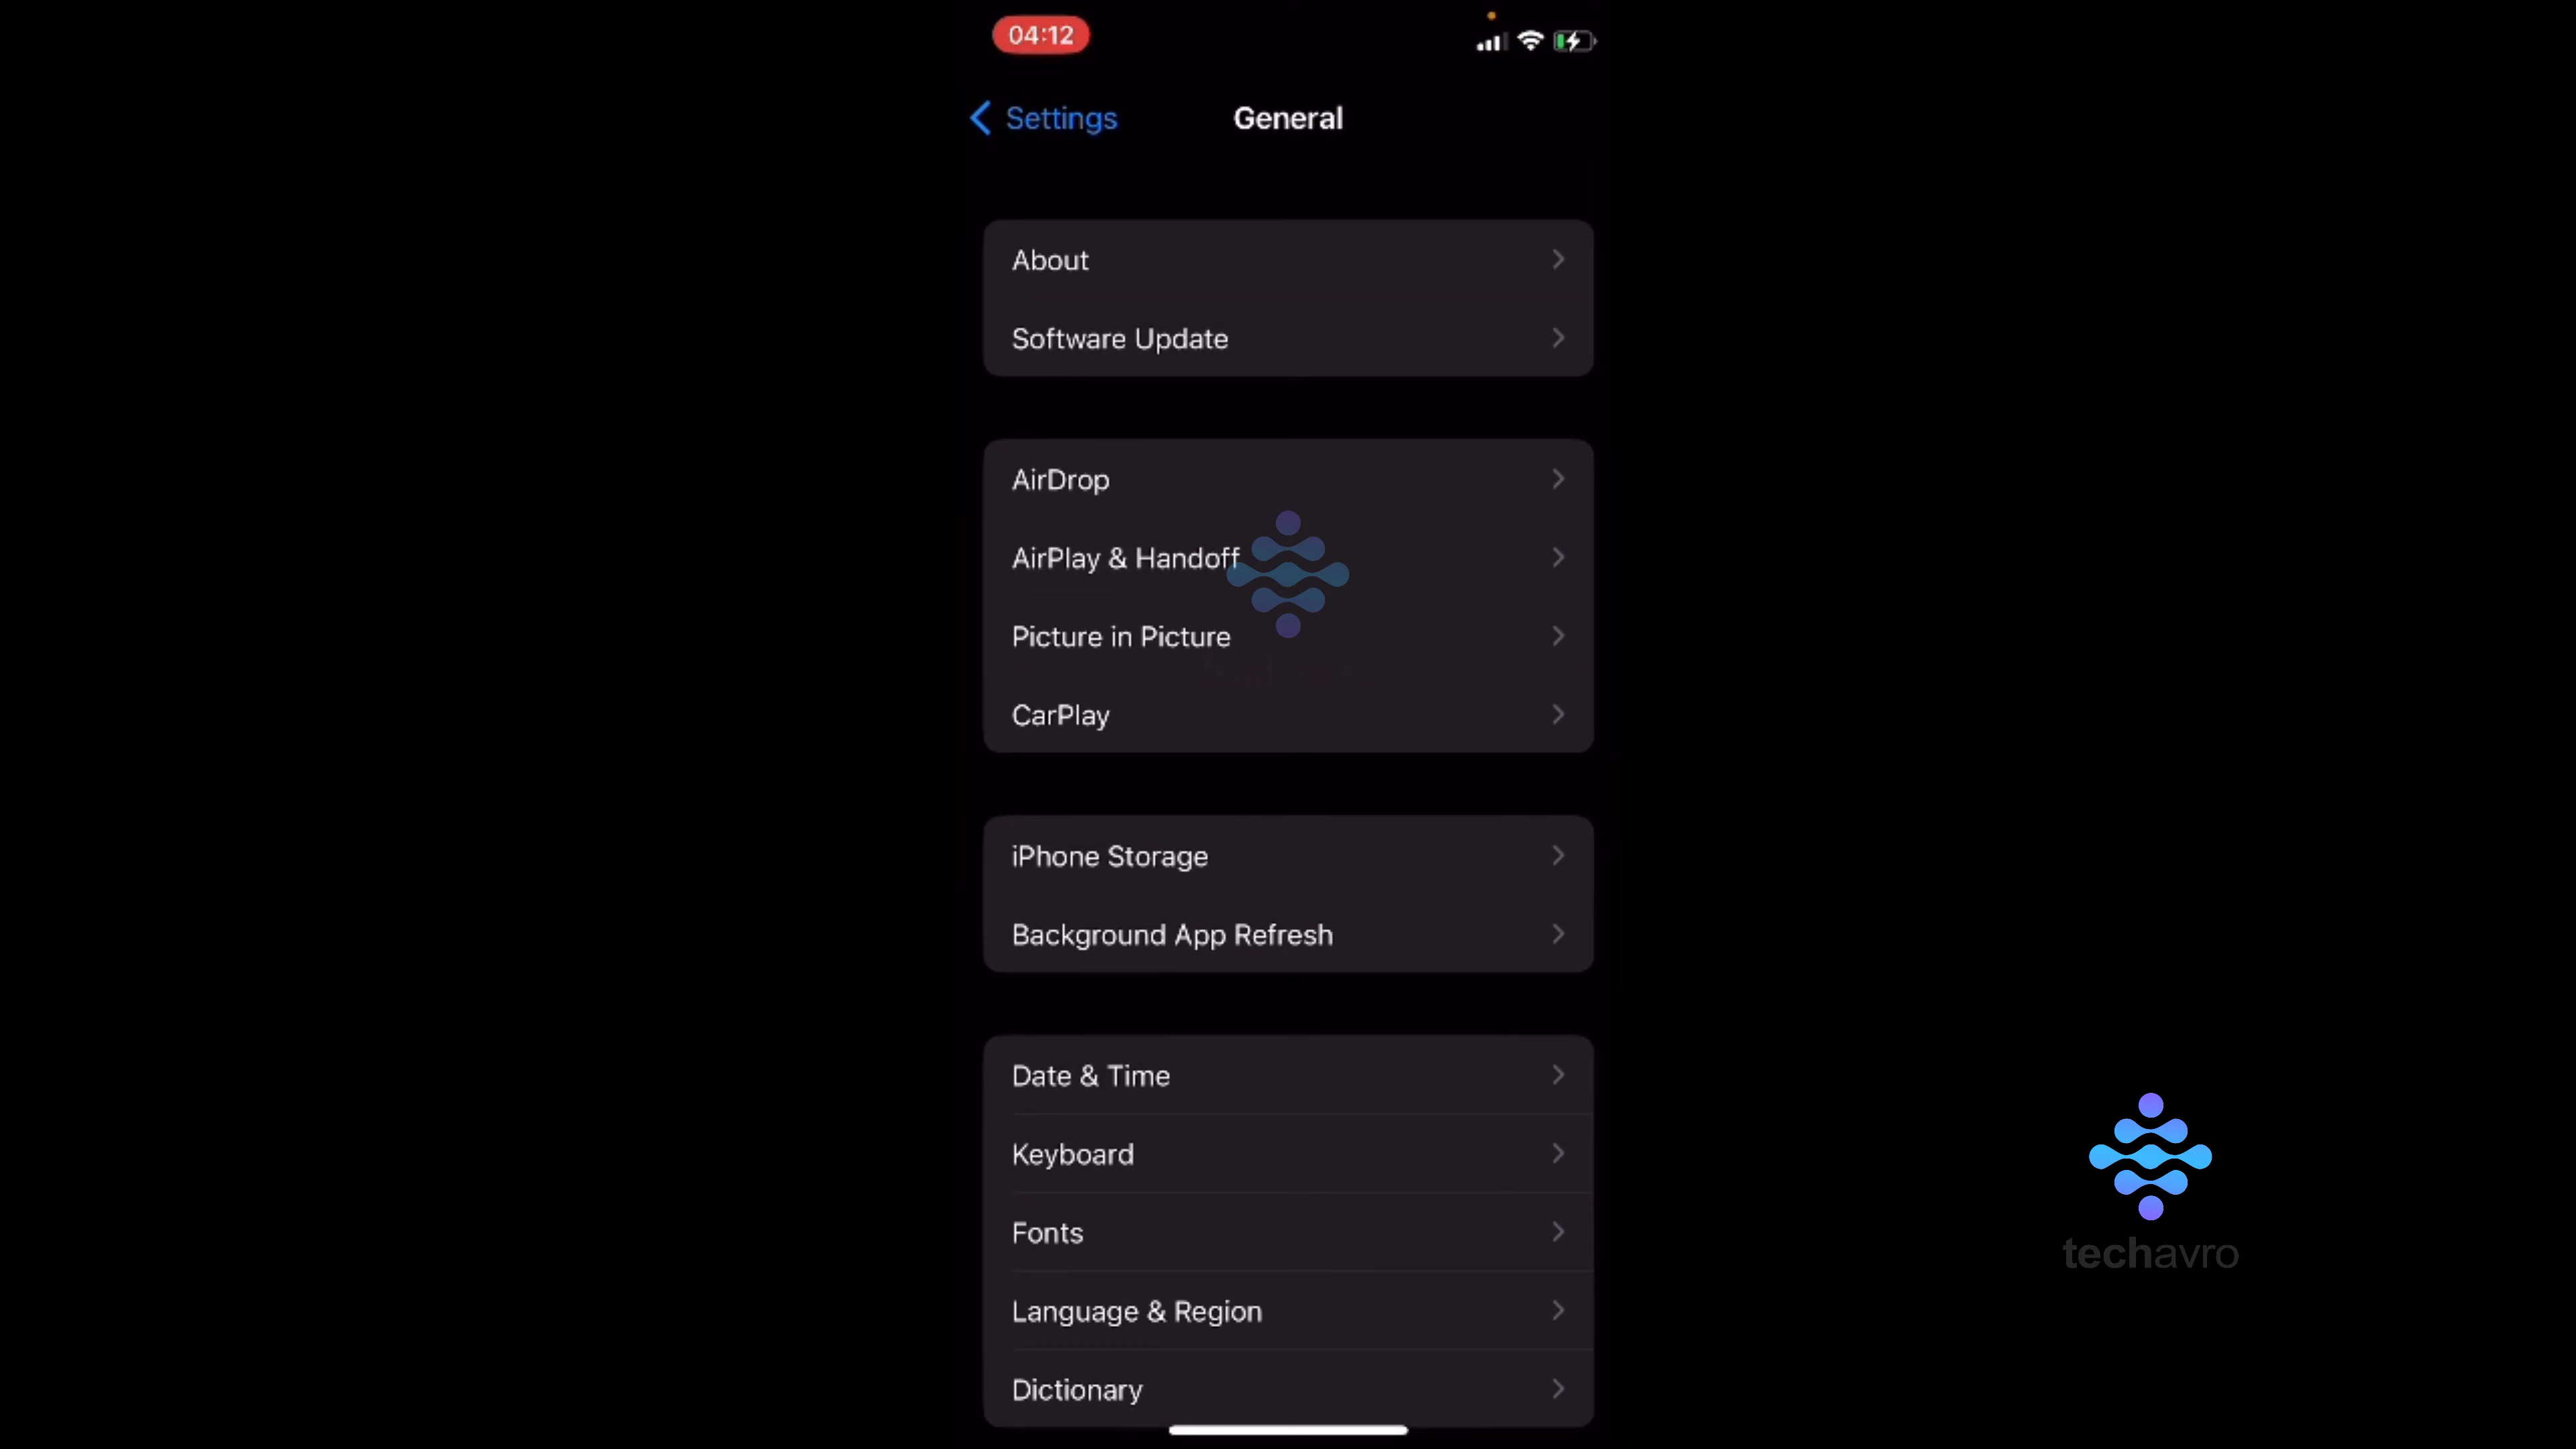 04:12
Settings
General
About
Software Update
AirDrop
AirPlay & Handoff
Picture in Picture
CarPlay
iPhone Storage
Background App Refresh
Date & Time
Keyboard
Fonts
Language & Region
Dictionary
techavro